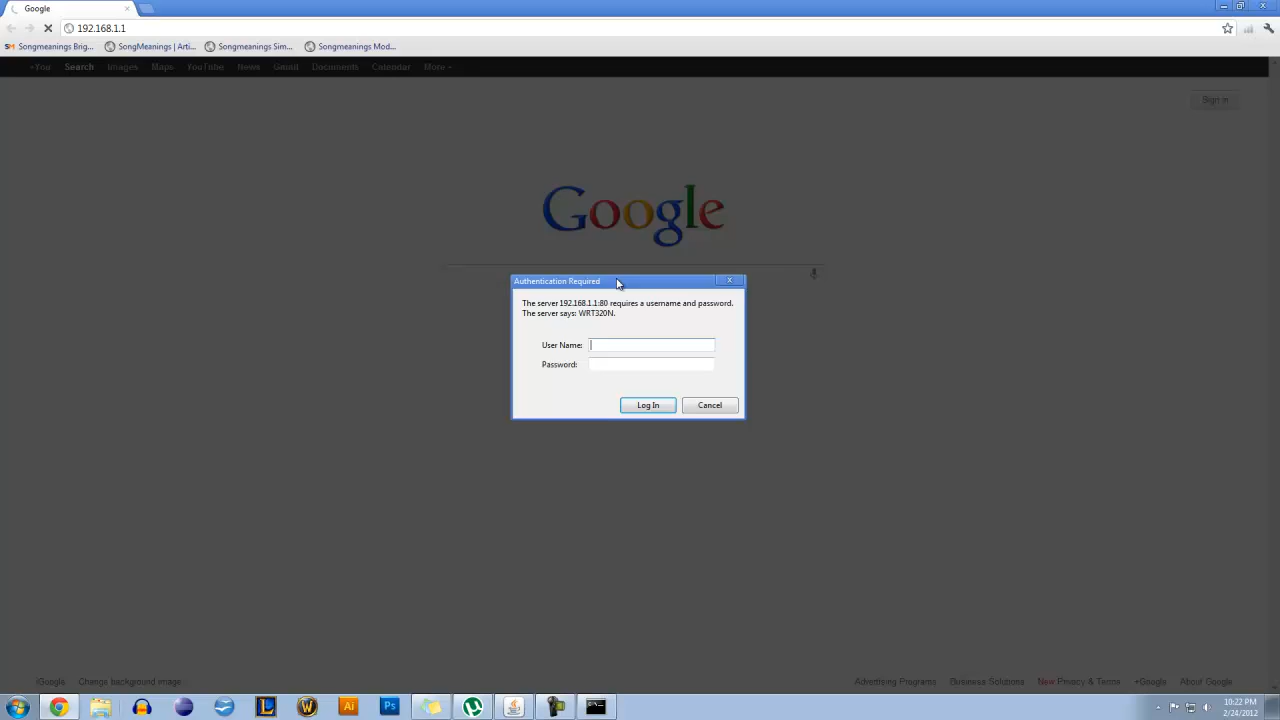 Google
192.168.1.1
SM Songmeanings Brig...
SongMeanings | Arti...
Songmeanings Sim...
Songmeanings Mod...
+You Search Images Maps YouTube News Gmail Documents Calendar More
Sign in
Google
Authentication Required
The server 192.168.1.1:80 requires a username and password.
The server says: WRT320N.
User Name:
Password:
Log In
Cancel
iGoogle Change background image
Advertising Programs Business Solutions New Privacy & Terms +Google About Google
L W Ai Ps
10:22 PM
2/24/2012